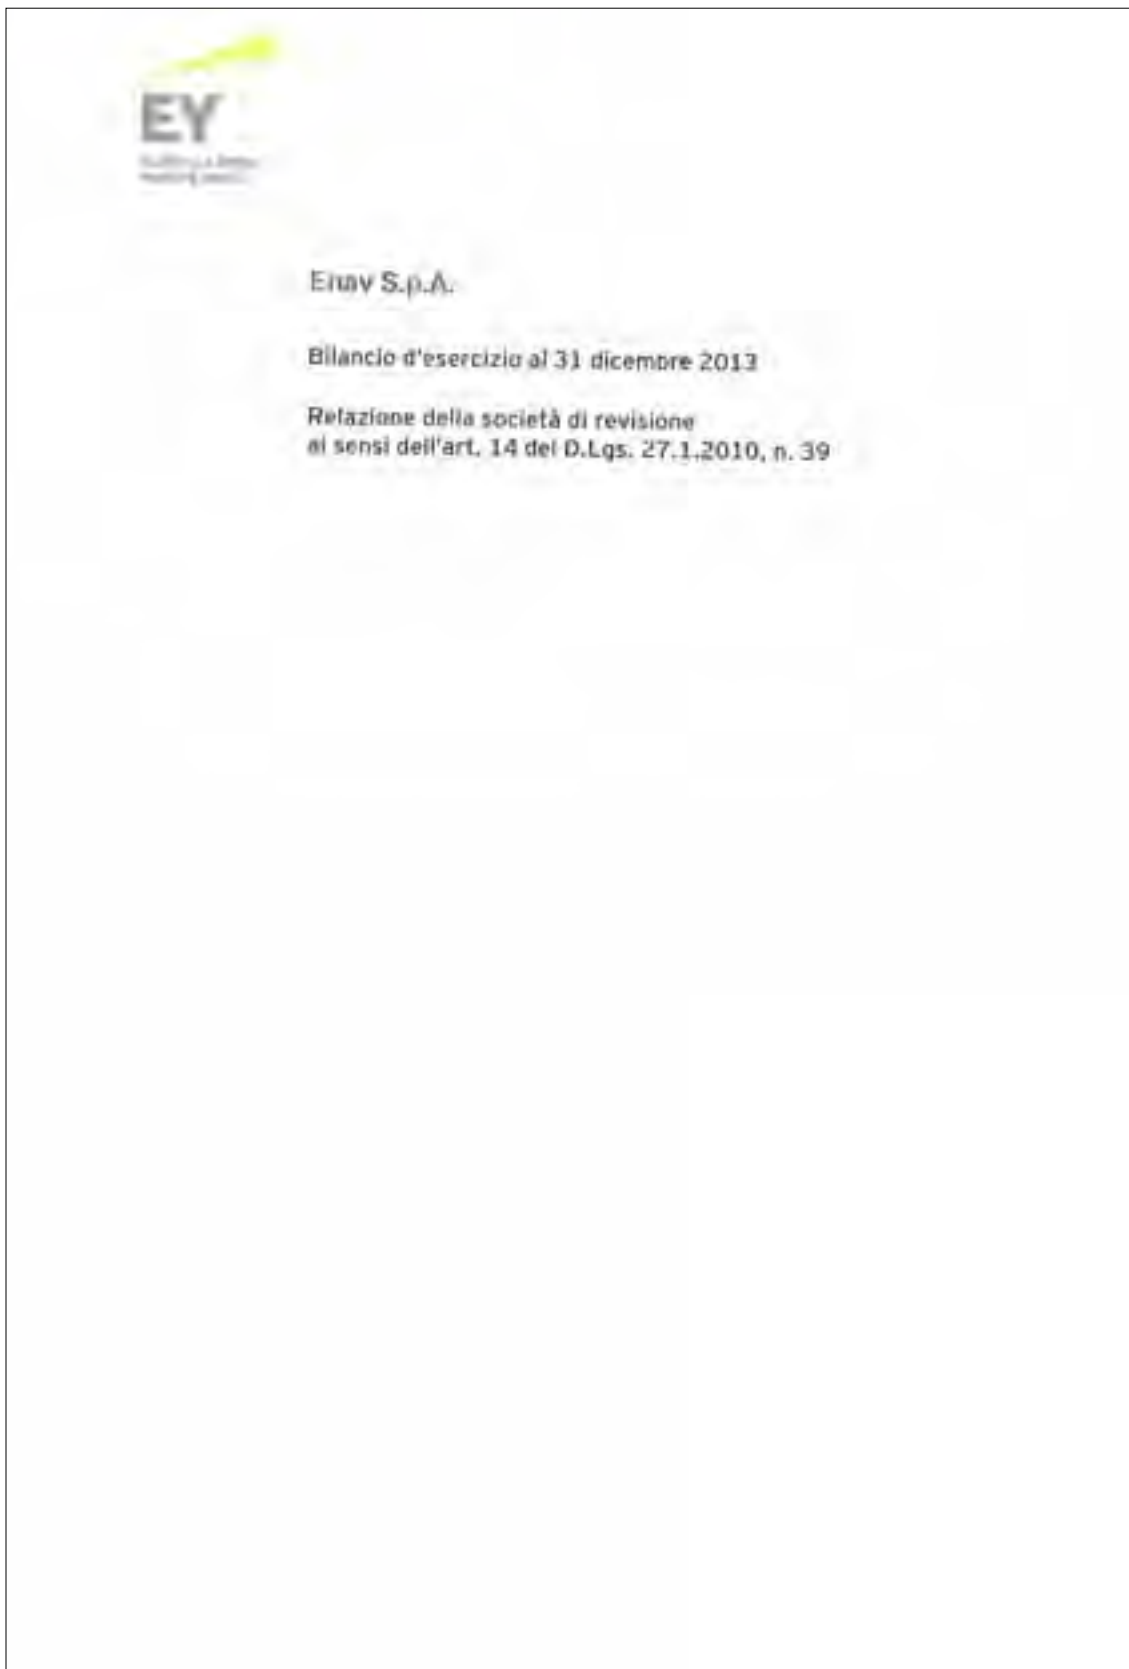 EY
Enav S.p.A.
Bilancio d'esercizio al 31 dicembre 2013
Relazione della società di revisione
ai sensi dell'art. 14 del D.Lgs. 27.1.2010, n. 39